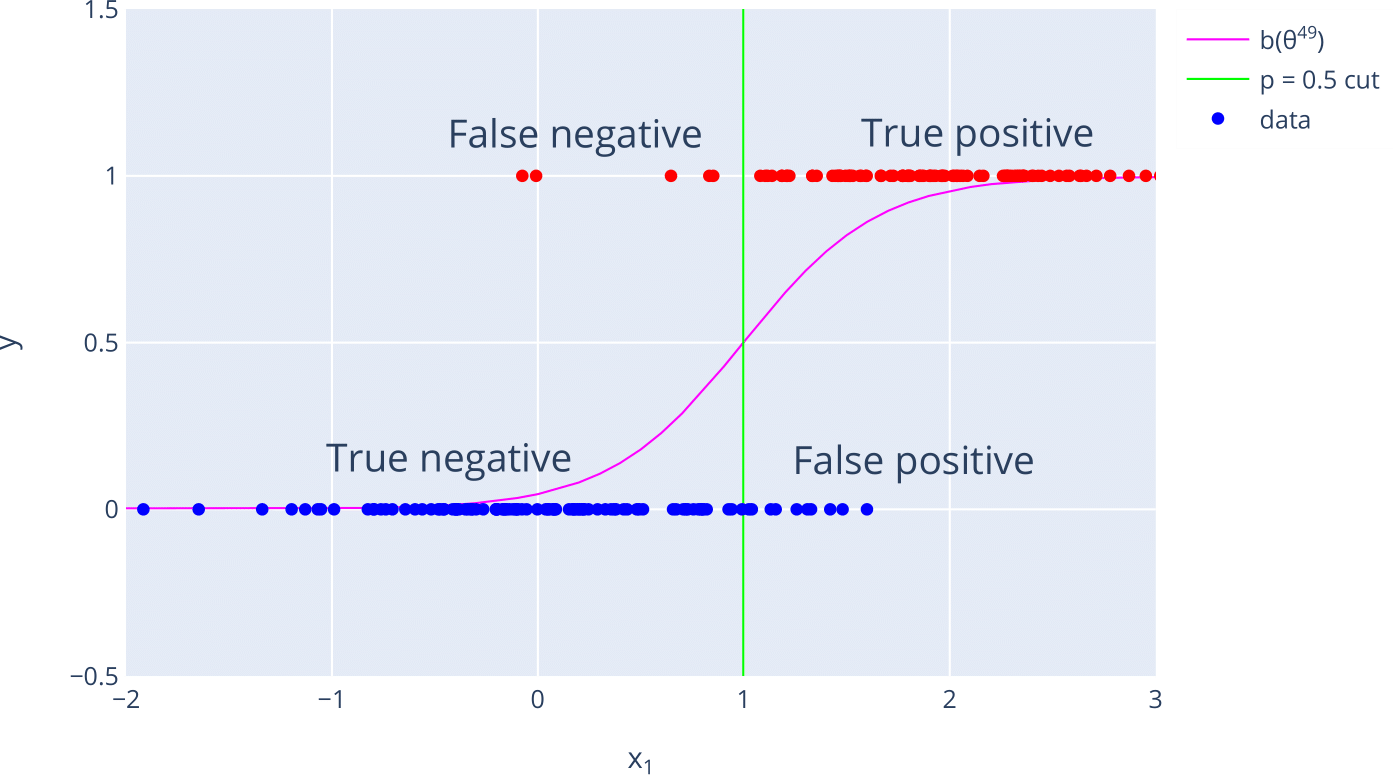 1.5
1
0.5
0
−0.5
y
−2
−1
0
1
2
3
x₁
False negative
True positive
True negative
False positive
b(θ⁴⁹)
p = 0.5 cut
data